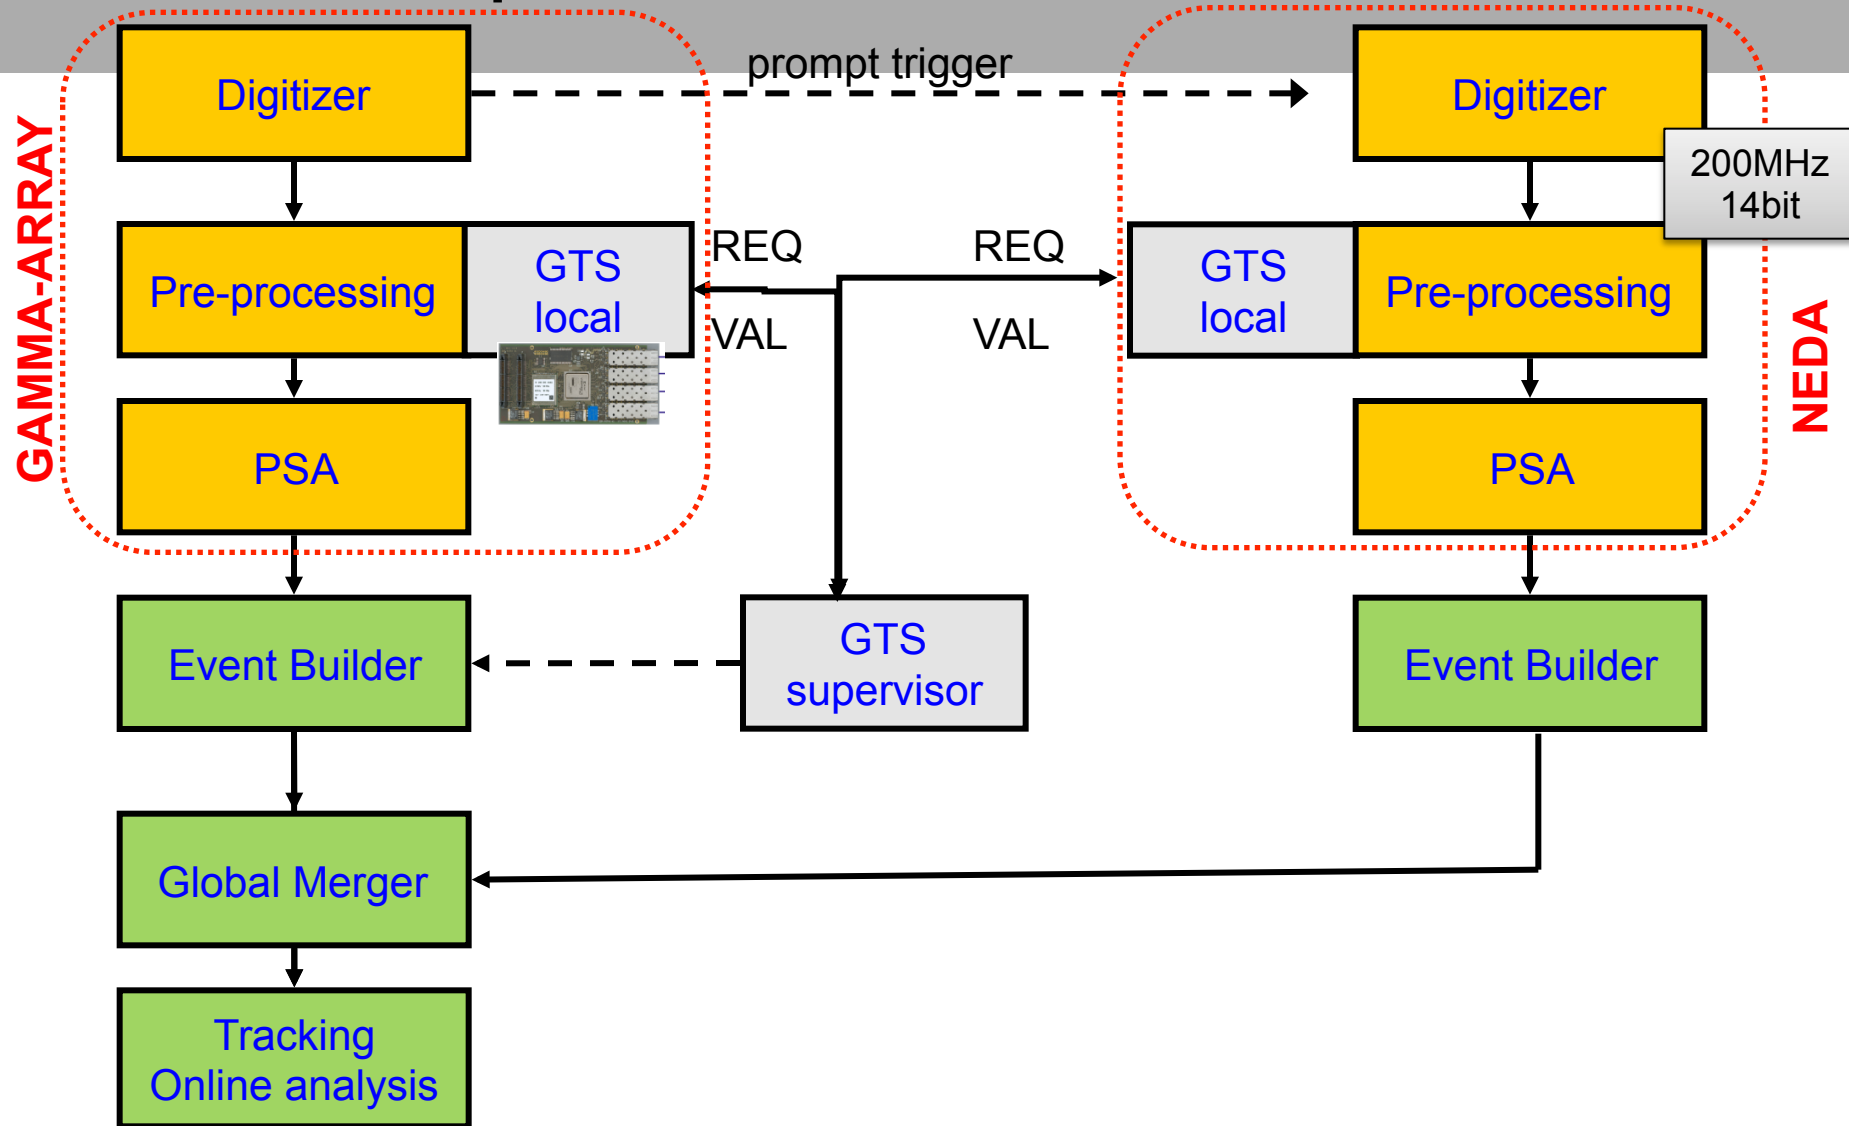 prompt trigger
Digitizer
Digitizer
GAMMA-ARRAY
200MHz
14bit
Pre-processing
GTS
local
REQ
VAL
REQ
VAL
GTS
local
Pre-processing
NEDA
PSA
PSA
Event Builder
GTS
supervisor
Event Builder
Global Merger
Tracking
Online analysis